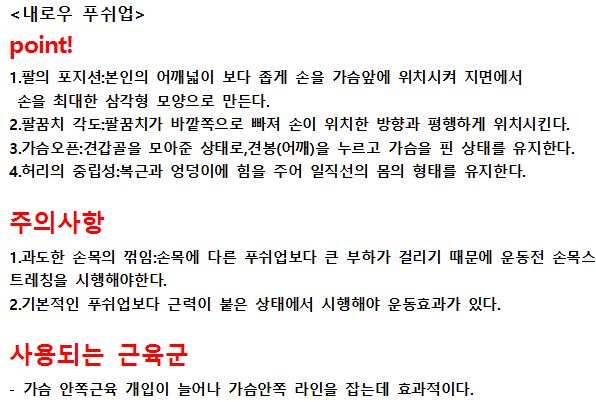 <내로우 푸쉬업>
point!
1.팔의 포지션:본인의 어깨넓이 보다 좁게 손을 가슴앞에 위치시켜 지면에서
손을 최대한 삼각형 모양으로 만든다.
2.팔꿈치 각도:팔꿈치가 바깥쪽으로 빠져 손이 위치한 방향과 평행하게 위치시킨다.
3.가슴오픈:견갑골을 모아준 상태로,견봉(어깨)을 누르고 가슴을 핀 상태를 유지한다.
4.허리의 중립성:복근과 엉덩이에 힘을 주어 일직선의 몸의 형태를 유지한다.
주의사항
1.과도한 손목의 꺾임:손목에 다른 푸쉬업보다 큰 부하가 걸리기 때문에 운동전 손목스
트레칭을 시행해야한다.
2.기본적인 푸쉬업보다 근력이 붙은 상태에서 시행해야 운동효과가 있다.
사용되는 근육군
- 가슴 안쪽근육 개입이 늘어나 가슴안쪽 라인을 잡는데 효과적이다.